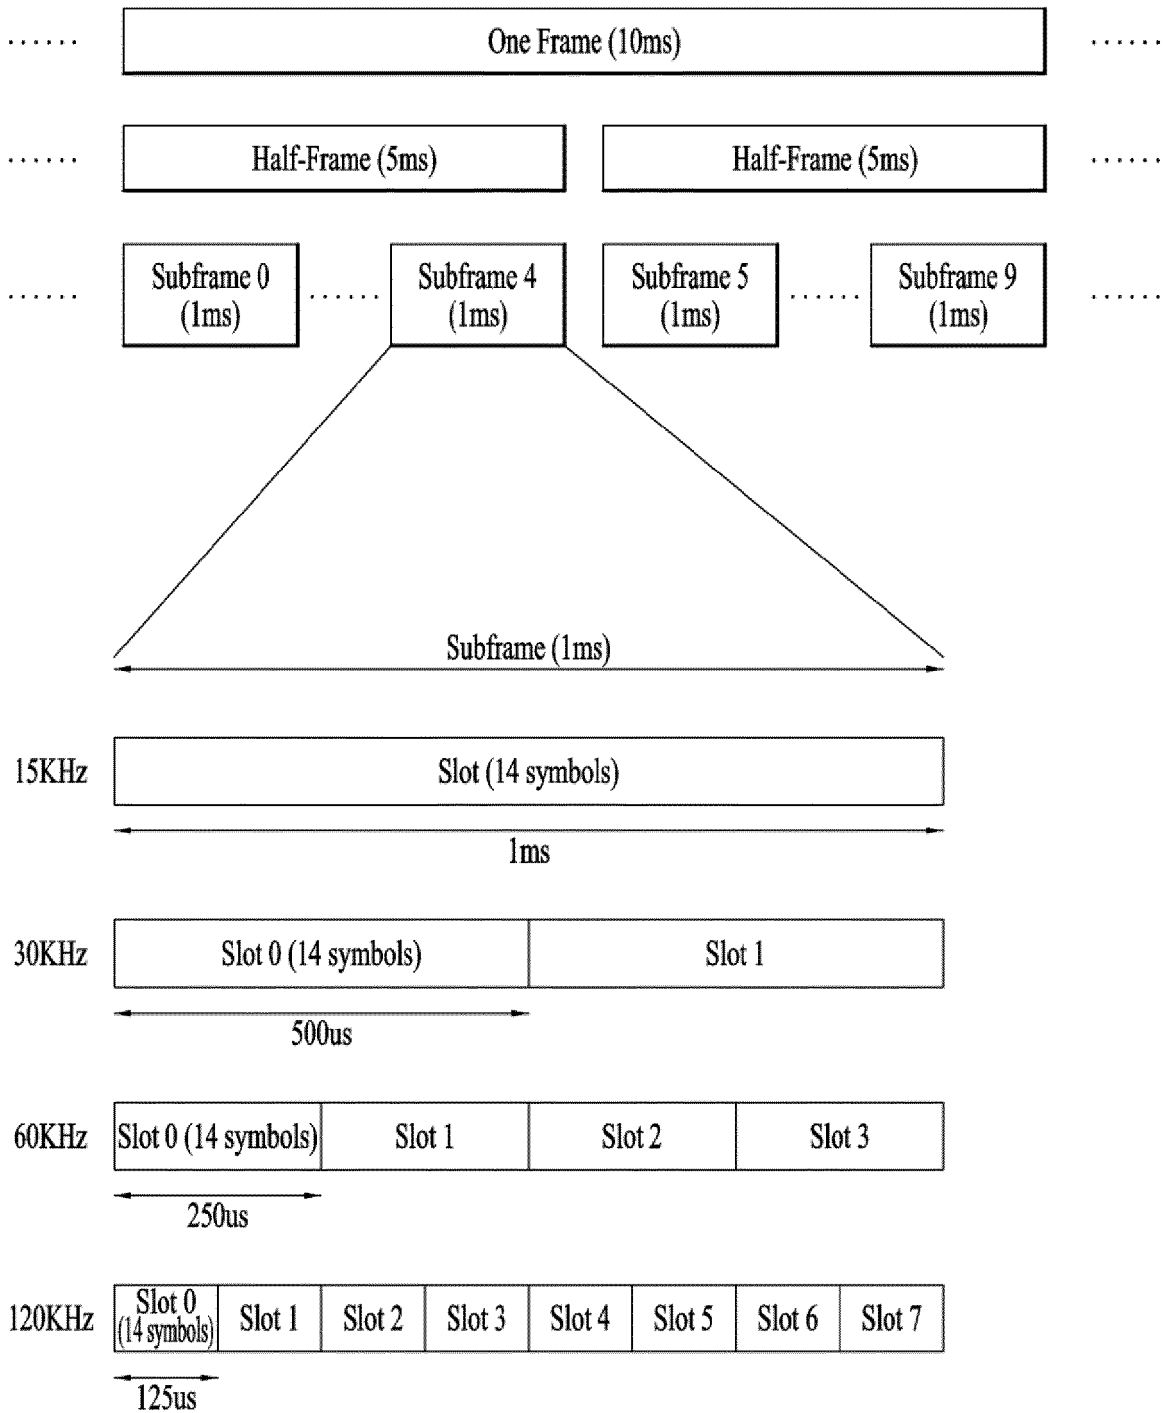 ...... One Frame (10ms) ......
...... Half-Frame (5ms) Half-Frame (5ms) ......
Subframe 0 Subframe 4 Subframe 5 Subframe 9
...... (1ms) ...... (1ms) (1ms) ...... (1ms) ......
Subframe (1ms)
15KHz Slot (14 symbols)
1ms
30KHz Slot 0 (14 symbols) Slot 1
500us
60KHz Slot 0 (14 symbols) Slot 1 Slot 2 Slot 3
250us
120KHz Slot 0 (14 symbols) Slot 1 Slot 2 Slot 3 Slot 4 Slot 5 Slot 6 Slot 7
125us